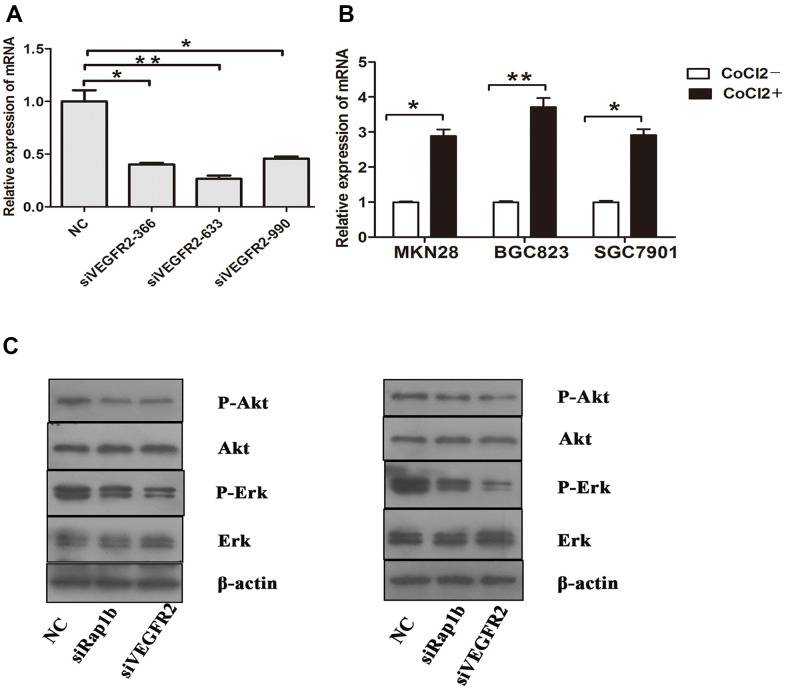 A
Relative expression of mRNA
1.5
1.0
0.5
0.0
*
**
*
NC
siVEGFR2-366
siVEGFR2-633
siVEGFR2-990
B
Relative expression of mRNA
5
4
3
2
1
0
*
**
*
MKN28
BGC823
SGC7901
CoCl2−
CoCl2+
C
P-Akt
Akt
P-Erk
Erk
β-actin
NC
siRap1b
siVEGFR2
P-Akt
Akt
P-Erk
Erk
β-actin
NC
siRap1b
siVEGFR2